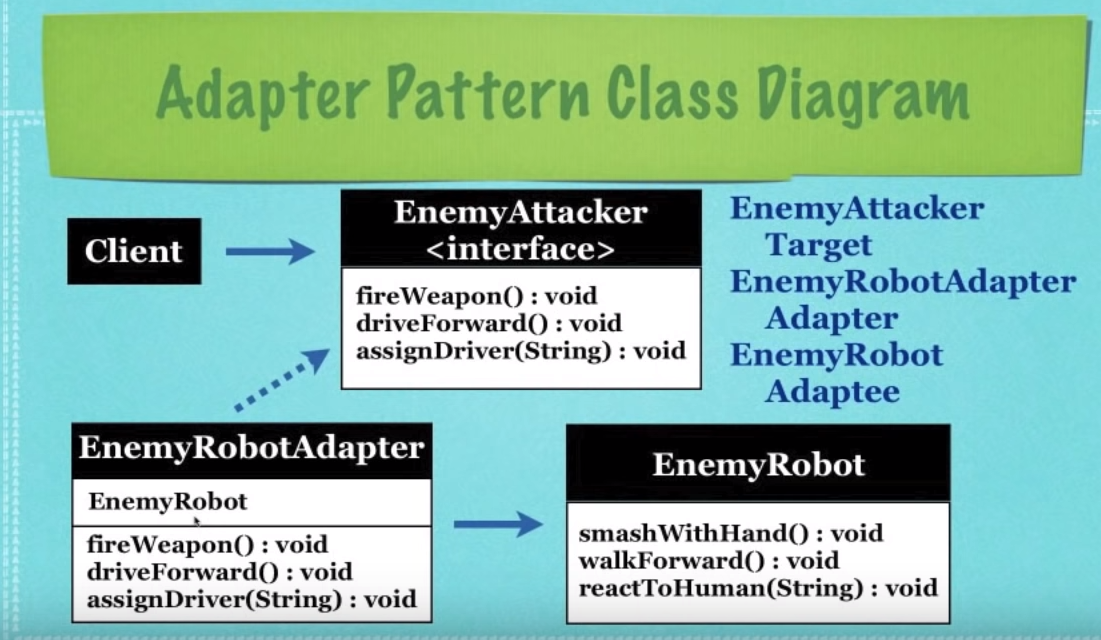 Adapter Pattern Class Diagram
Client
EnemyAttacker
<interface>
fireWeapon() : void
driveForward() : void
assignDriver(String) : void
EnemyAttacker
Target
EnemyRobotAdapter
Adapter
EnemyRobot
Adaptee
EnemyRobotAdapter
EnemyRobot
fireWeapon() : void
driveForward() : void
assignDriver(String) : void
EnemyRobot
smashWithHand() : void
walkForward() : void
reactToHuman(String) : void